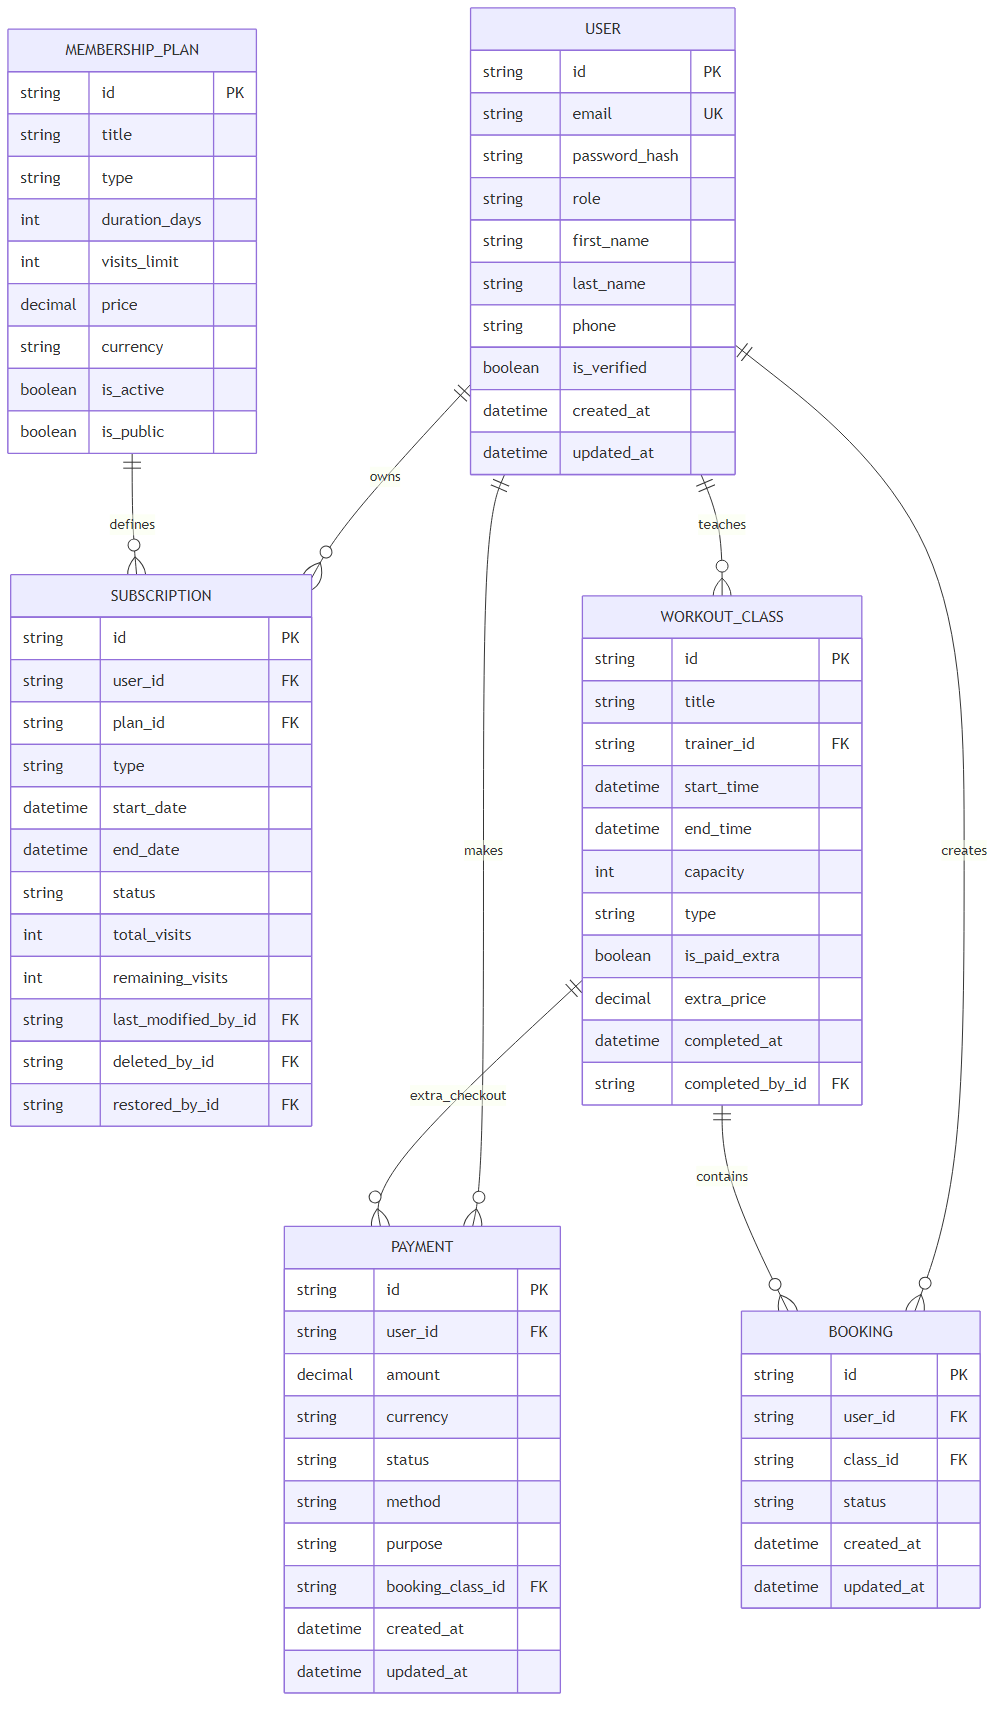 MEMBERSHIP_PLAN
string id PK
string title
string type
int duration_days
int visits_limit
decimal price
string currency
boolean is_active
boolean is_public
USER
string id PK
string email UK
string password_hash
string role
string first_name
string last_name
string phone
boolean is_verified
datetime created_at
datetime updated_at
owns
defines
teaches
SUBSCRIPTION
string id PK
string user_id FK
string plan_id FK
string type
datetime start_date
datetime end_date
string status
int total_visits
int remaining_visits
string last_modified_by_id FK
string deleted_by_id FK
string restored_by_id FK
WORKOUT_CLASS
string id PK
string title
string trainer_id FK
datetime start_time
datetime end_time
int capacity
string type
boolean is_paid_extra
decimal extra_price
datetime completed_at
string completed_by_id FK
makes
creates
extra_checkout
contains
PAYMENT
string id PK
string user_id FK
decimal amount
string currency
string status
string method
string purpose
string booking_class_id FK
datetime created_at
datetime updated_at
BOOKING
string id PK
string user_id FK
string class_id FK
string status
datetime created_at
datetime updated_at